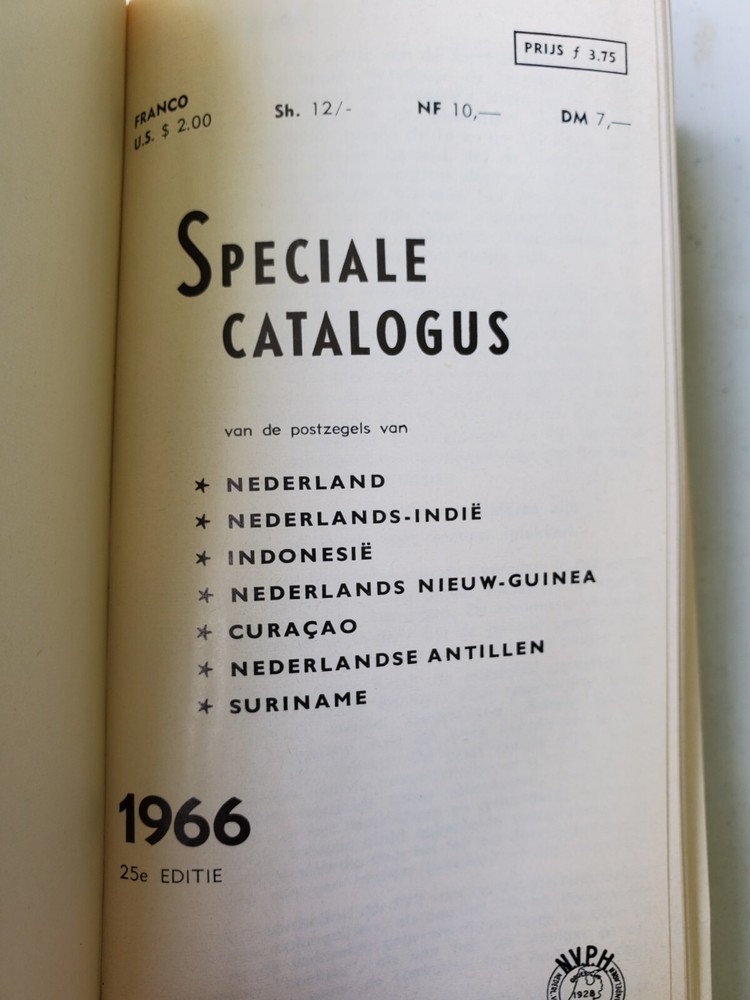 PRIJS ƒ 3.75
FRANCO
U.S. $ 2.00 Sh. 12/- NF 10,— DM 7,—
SPECIALE
CATALOGUS
van de postzegels van
* NEDERLAND
* NEDERLANDS-INDIË
* INDONESIË
* NEDERLANDS NIEUW-GUINEA
* CURAÇAO
* NEDERLANDSE ANTILLEN
* SURINAME
1966
25e EDITIE
N.V.P.H
1928